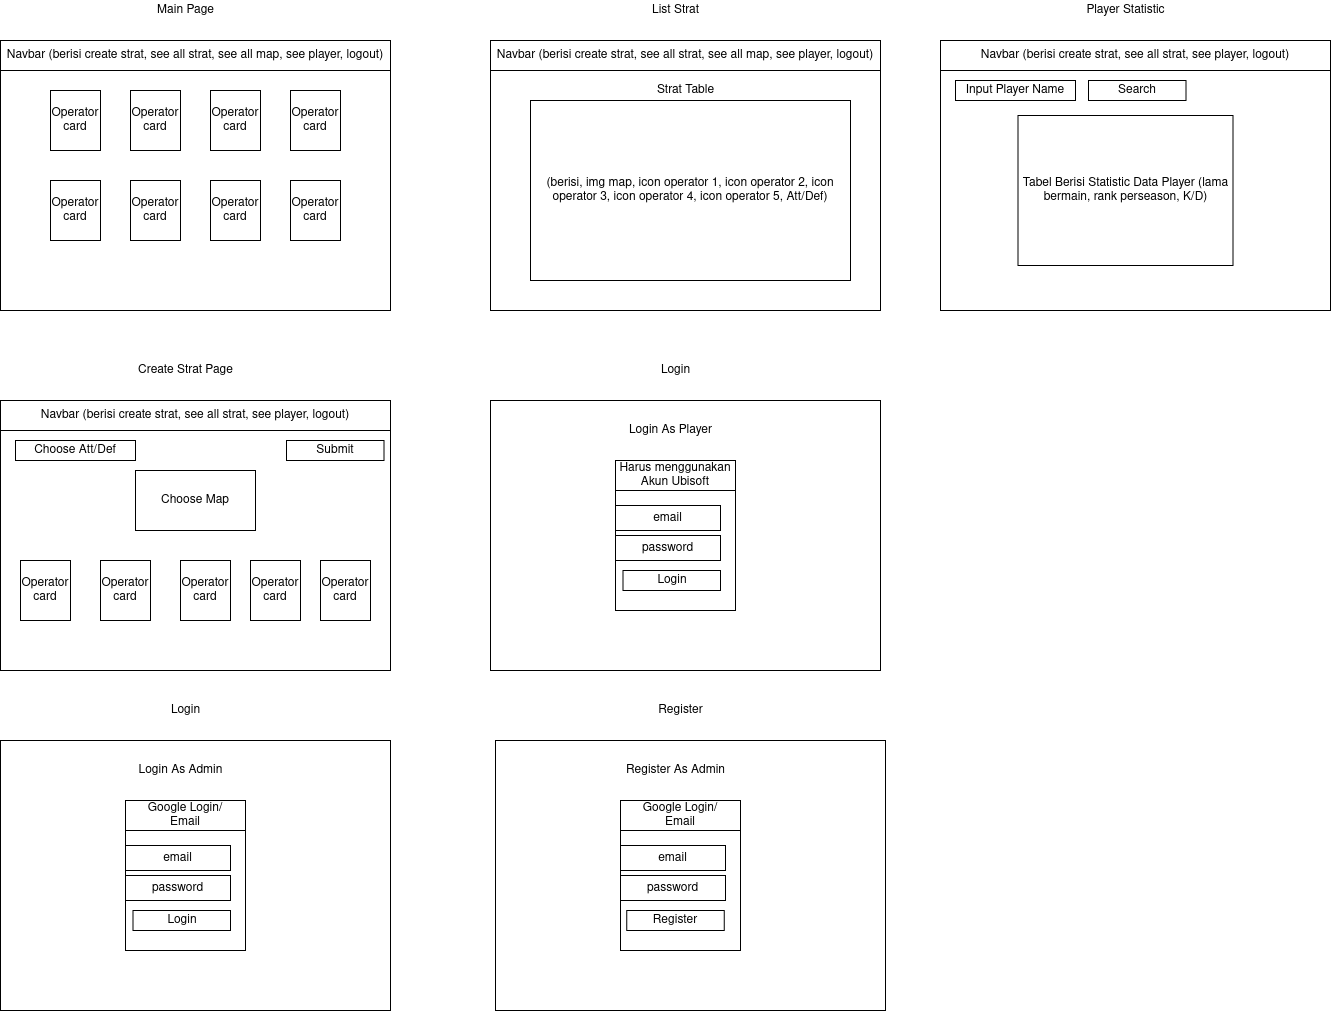 Main Page
List Strat
Player Statistic
Navbar (berisi create strat, see all strat, see all map, see player, logout)
Navbar (berisi create strat, see all strat, see all map, see player, logout)
Navbar (berisi create strat, see all strat, see player, logout)
Operator
card
Operator
card
Operator
card
Operator
card
Operator
card
Operator
card
Operator
card
Operator
card
Strat Table
(berisi, img map, icon operator 1, icon operator 2, icon
operator 3, icon operator 4, icon operator 5, Att/Def)
Input Player Name
Search
Tabel Berisi Statistic Data Player (lama
bermain, rank perseason, K/D)
Create Strat Page
Login
Navbar (berisi create strat, see all strat, see player, logout)
Choose Att/Def
Submit
Choose Map
Operator
card
Operator
card
Operator
card
Operator
card
Operator
card
Login As Player
Harus menggunakan
Akun Ubisoft
email
password
Login
Login
Register
Login As Admin
Google Login/
Email
email
password
Login
Register As Admin
Google Login/
Email
email
password
Register